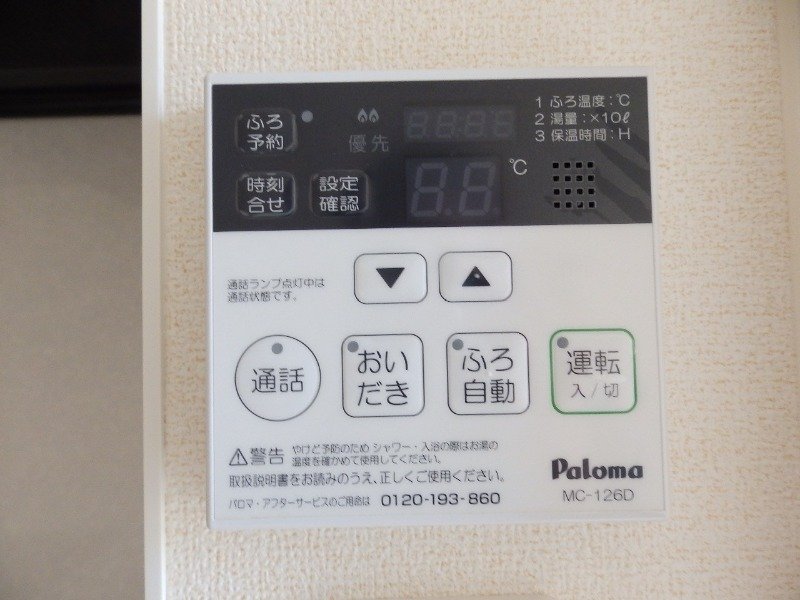 ふろ
予約
優先
1 ふろ温度:℃
2 湯量:×10ℓ
3 保温時間:H
時刻
合せ
設定
確認
88
℃
通話ランプ点灯中は
通話状態です。
▼
▲
通話
おい
だき
ふろ
自動
運転
入/切
⚠警告 やけど予防のため シャワー・入浴の際はお湯の
温度を確かめて使用してください。
取扱説明書をお読みのうえ、正しくご使用ください。
パロマ・アフターサービスのご用命は 0120-193-860
Paloma
MC-126D